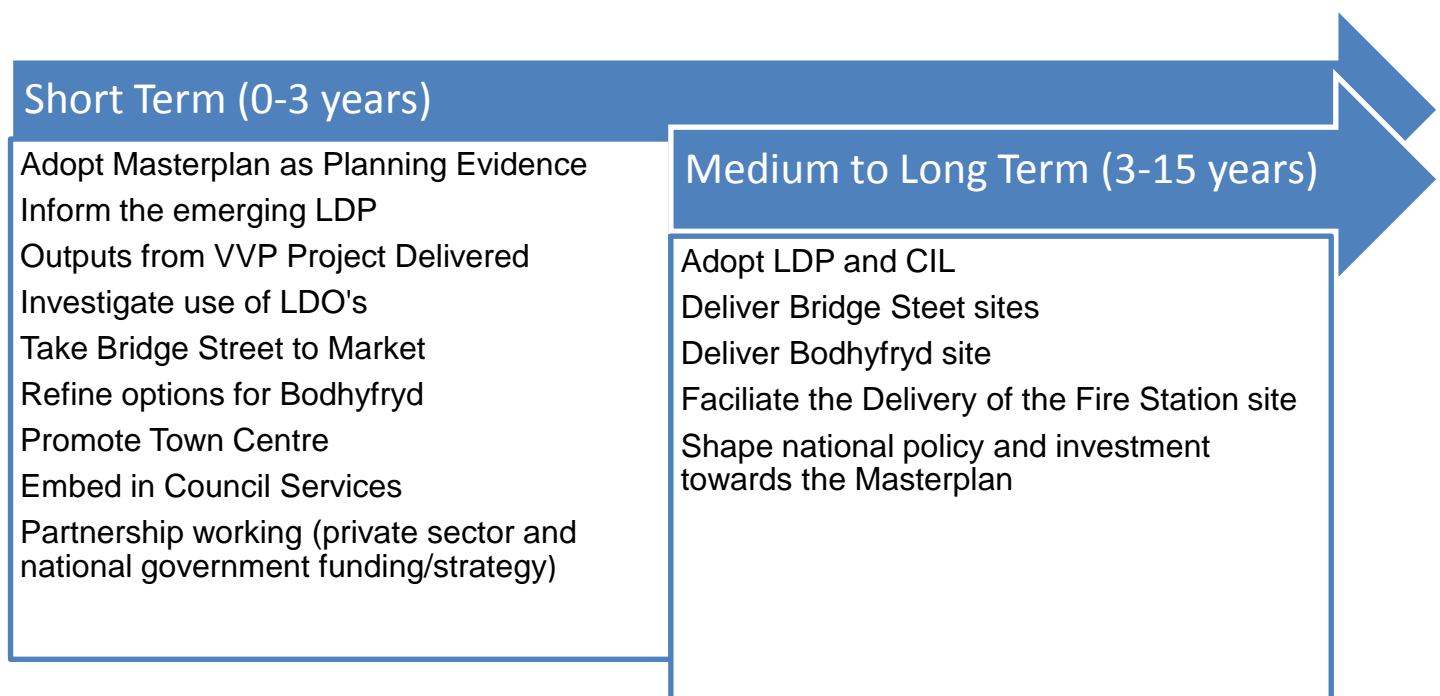 Short Term (0-3 years)
Adopt Masterplan as Planning Evidence
Inform the emerging LDP
Outputs from VVP Project Delivered
Investigate use of LDO's
Take Bridge Street to Market
Refine options for Bodhyfryd
Promote Town Centre
Embed in Council Services
Partnership working (private sector and
national government funding/strategy)
Medium to Long Term (3-15 years)
Adopt LDP and CIL
Deliver Bridge Steet sites
Deliver Bodhyfryd site
Faciliate the Delivery of the Fire Station site
Shape national policy and investment
towards the Masterplan